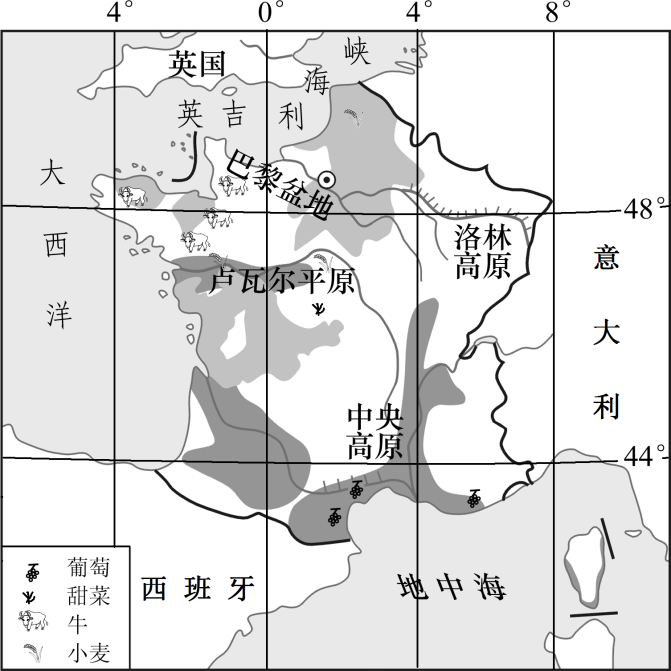 4° 0° 4° 8°
英国
英吉利海峡
大西洋
巴黎盆地
48°
洛林
高原
意大利
卢瓦尔平原
中央
高原
44°
西班牙
地中海
葡萄
甜菜
牛
小麦